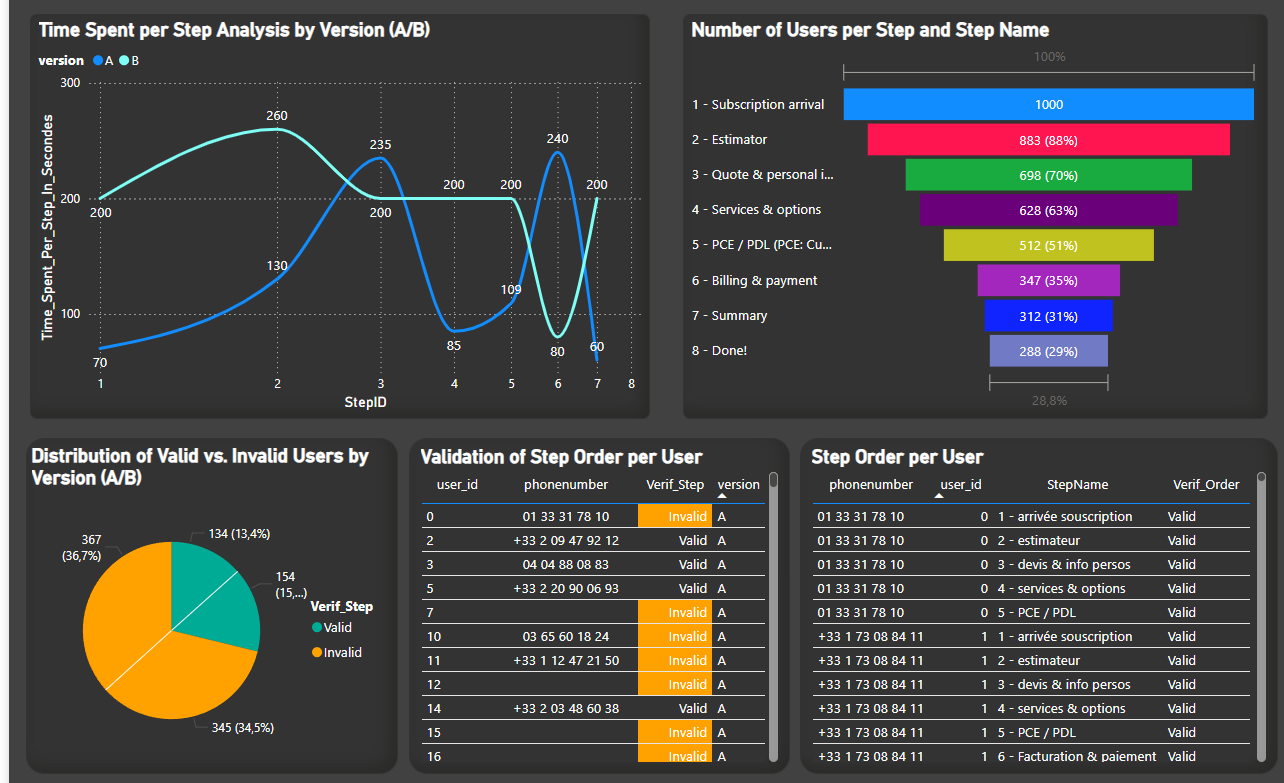 Time Spent per Step Analysis by Version (A/B)
version A B
Time_Spent_Per_Step_In_Secondes
300
200
100
200
260
235
200
200
200
240
200
70
130
85
109
80
60
1 2 3 4 5 6 7 8
StepID
Number of Users per Step and Step Name
100%
1 - Subscription arrival 1000
2 - Estimator 883 (88%)
3 - Quote & personal i... 698 (70%)
4 - Services & options 628 (63%)
5 - PCE / PDL (PCE: Cu... 512 (51%)
6 - Billing & payment 347 (35%)
7 - Summary 312 (31%)
8 - Done! 288 (29%)
28,8%
Distribution of Valid vs. Invalid Users by
Version (A/B)
134 (13,4%)
367
(36,7%)
154
(15,...)
345 (34,5%)
Verif_Step
Valid
Invalid
Validation of Step Order per User
user_id phonenumber Verif_Step version
0 01 33 31 78 10 Invalid A
2 +33 2 09 47 92 12 Valid A
3 04 04 88 08 83 Valid A
5 +33 2 20 90 06 93 Valid A
7 Invalid A
10 03 65 60 18 24 Invalid A
11 +33 1 12 47 21 50 Invalid A
12 Invalid A
14 +33 2 03 48 60 38 Valid A
15 Invalid A
16 Invalid A
Step Order per User
phonenumber user_id StepName Verif_Order
01 33 31 78 10 0 1 - arrivée souscription Valid
01 33 31 78 10 0 2 - estimateur Valid
01 33 31 78 10 0 3 - devis & info persos Valid
01 33 31 78 10 0 4 - services & options Valid
01 33 31 78 10 0 5 - PCE / PDL Valid
+33 1 73 08 84 11 1 1 - arrivée souscription Valid
+33 1 73 08 84 11 1 2 - estimateur Valid
+33 1 73 08 84 11 1 3 - devis & info persos Valid
+33 1 73 08 84 11 1 4 - services & options Valid
+33 1 73 08 84 11 1 5 - PCE / PDL Valid
+33 1 73 08 84 11 1 6 - Facturation & paiement Valid